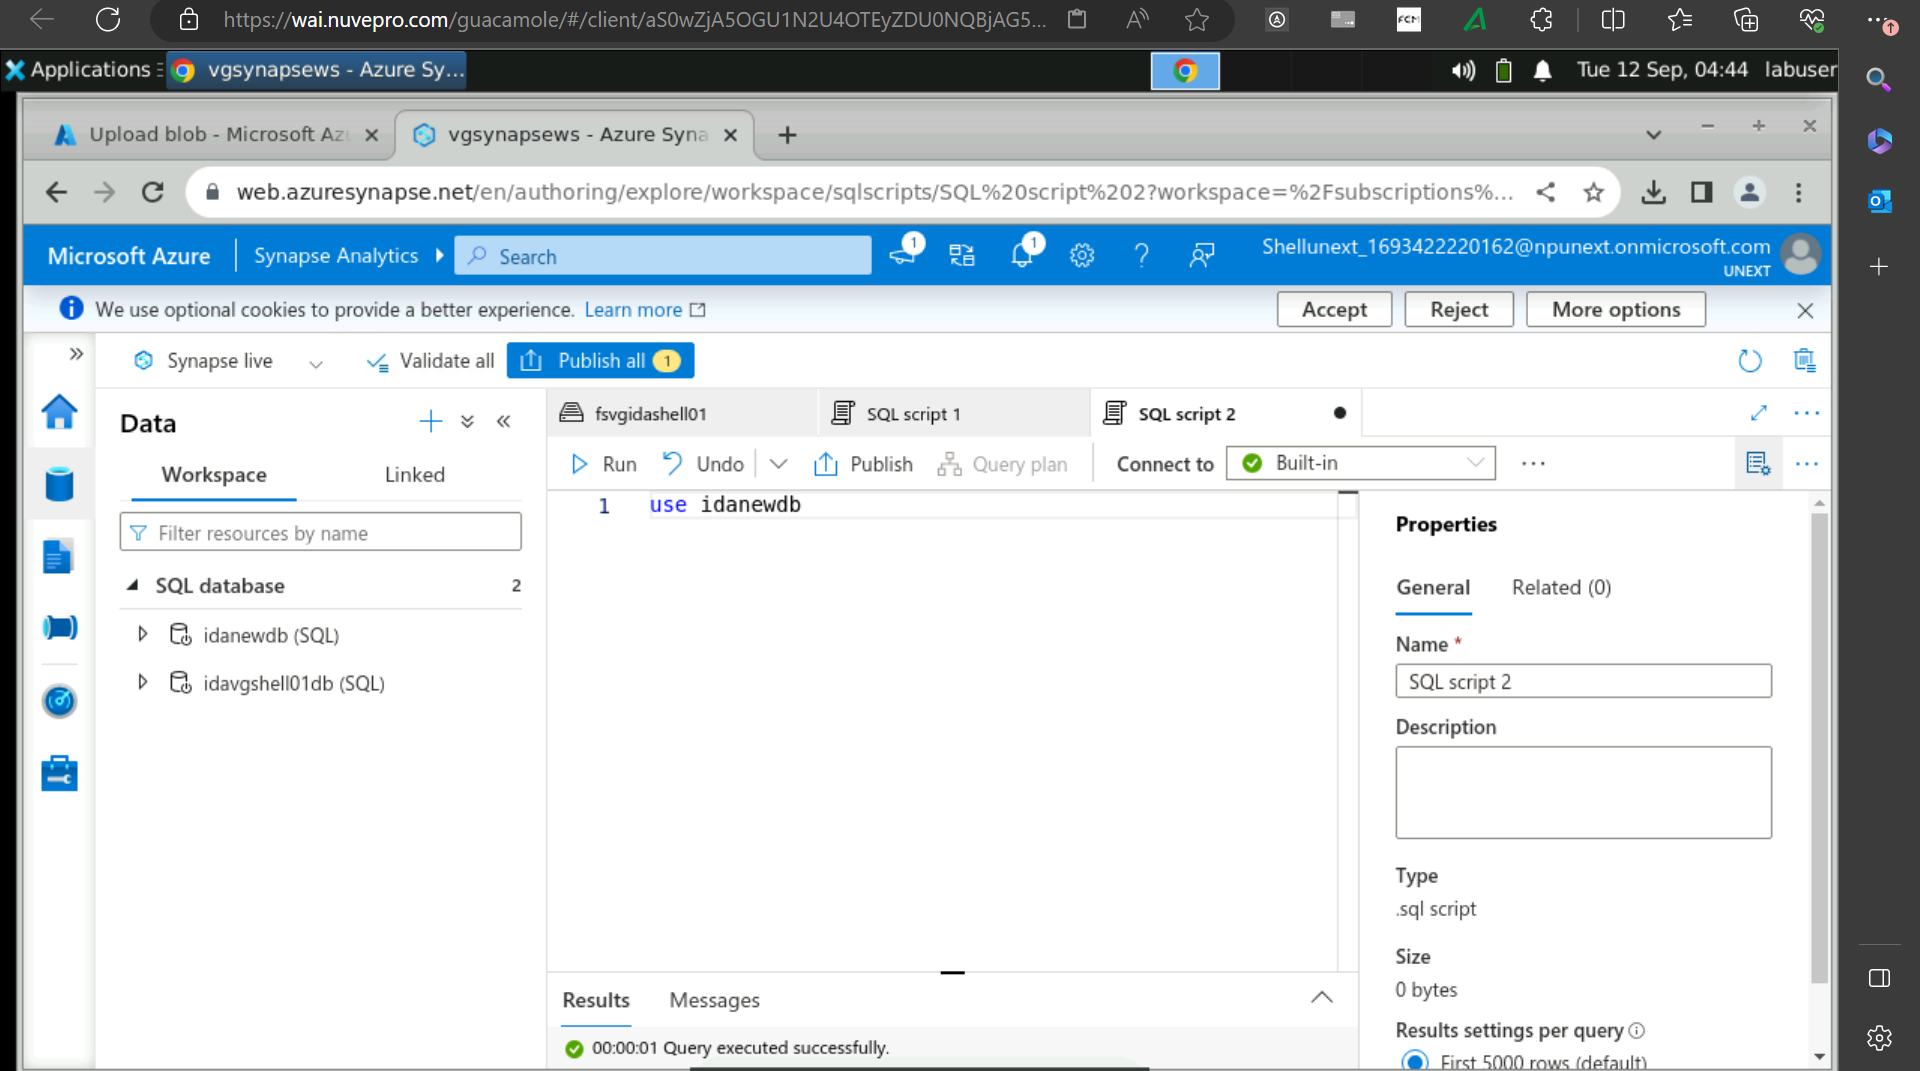 https://wai.nuvepro.com/guacamole/#/client/aS0wZjA5OGU1N2U4OTEyZDU0NQBjAG5...
FCM
Applications
vgsynapsews - Azure Sy...
Tue 12 Sep, 04:44 labuser
Upload blob - Microsoft Azu
vgsynapsews - Azure Syna
web.azuresynapse.net/en/authoring/explore/workspace/sqlscripts/SQL%20script%202?workspace=%2Fsubscriptions%...
Microsoft Azure
Synapse Analytics
Search
1
1
Shellunext_1693422220162@npunext.onmicrosoft.com
UNEXT
We use optional cookies to provide a better experience. Learn more
Accept
Reject
More options
Synapse live
Validate all
Publish all 1
Data
fsvgidashell01
SQL script 1
SQL script 2
Workspace
Linked
Run
Undo
Publish
Query plan
Connect to
Built-in
1 use idanewdb
Filter resources by name
SQL database 2
idanewdb (SQL)
idavgshell01db (SQL)
Properties
General
Related (0)
Name *
SQL script 2
Description
Type
.sql script
Size
0 bytes
Results settings per query
First 5000 rows (default)
Results
Messages
00:00:01 Query executed successfully.